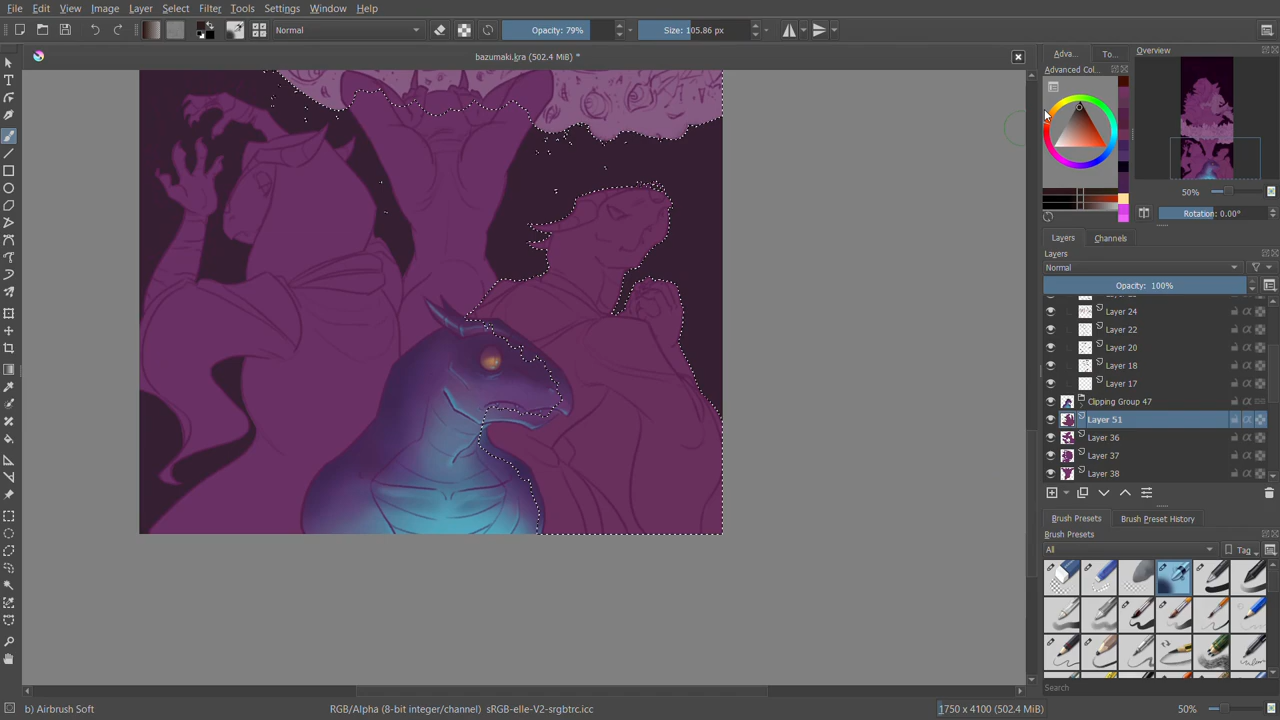 File Edit View Image Layer Select Filter Tools Settings Window Help
Normal
Opacity: 79%
Size: 105.86 px
bazumaki.kra (502.4 MiB) *
Adva... To...
Advanced Col...
Overview
50%
Rotation: 0.00°
Layers Channels
Layers
Normal
Opacity: 100%
Layer 24
Layer 22
Layer 20
Layer 18
Layer 17
Clipping Group 47
Layer 51
Layer 36
Layer 37
Layer 38
Brush Presets Brush Preset History
Brush Presets
All
Tag
Search
b) Airbrush Soft
RGB/Alpha (8-bit integer/channel) sRGB-elle-V2-srgbtrc.icc
1750 x 4100 (502.4 MiB)
50%